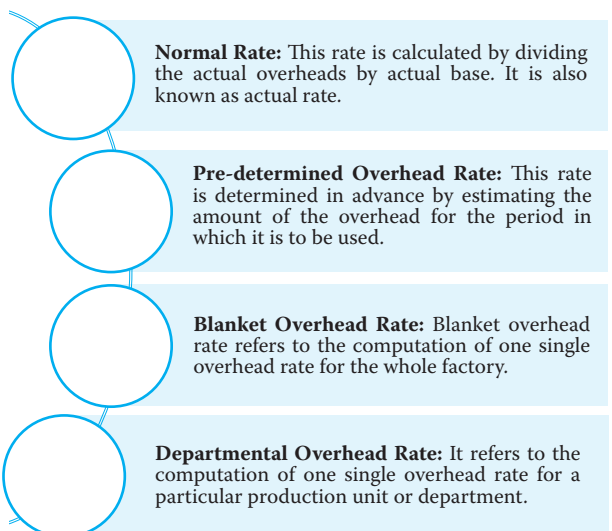 Normal Rate: This rate is calculated by dividing
the actual overheads by actual base. It is also
known as actual rate.
Pre-determined Overhead Rate: This rate
is determined in advance by estimating the
amount of the overhead for the period in
which it is to be used.
Blanket Overhead Rate: Blanket overhead
rate refers to the computation of one single
overhead rate for the whole factory.
Departmental Overhead Rate: It refers to the
computation of one single overhead rate for a
particular production unit or department.